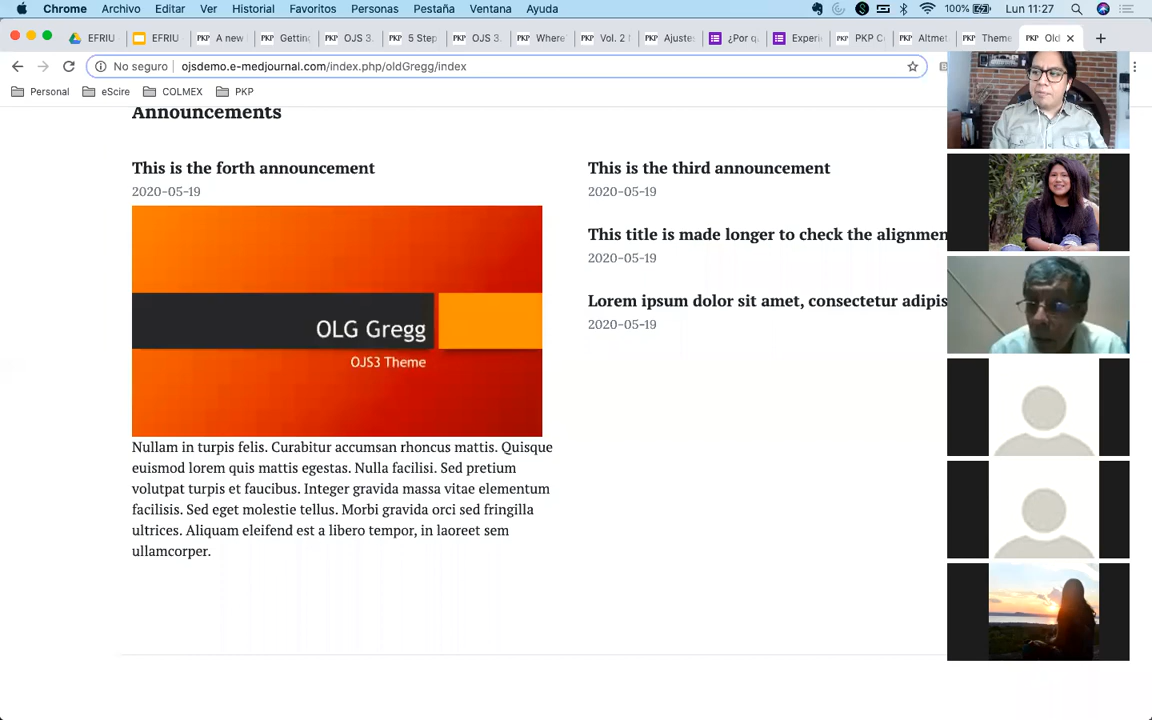 Chrome Archivo Editar Ver Historial Favoritos Personas Pestaña Ventana Ayuda 100% Lun 11:27
EFRIU EFRIU A new Getting OJS 3. 5 Step OJS 3. Where Vol. 2 Ajuste ¿Por q Experi PKP C Altmet Theme Old
No seguro ojsdemo.e-medjournal.com/index.php/oldGregg/index
Personal eScire COLMEX PKP
Announcements
This is the forth announcement
2020-05-19
OLG Gregg
OJS3 Theme
Nullam in turpis felis. Curabitur accumsan rhoncus mattis. Quisque
euismod lorem quis mattis egestas. Nulla facilisi. Sed pretium
volutpat turpis et faucibus. Integer gravida massa vitae elementum
facilisis. Sed eget molestie tellus. Morbi gravida orci sed fringilla
ultrices. Aliquam eleifend est a libero tempor, in laoreet sem
ullamcorper.
This is the third announcement
2020-05-19
This title is made longer to check the alignmen
2020-05-19
Lorem ipsum dolor sit amet, consectetur adipis
2020-05-19